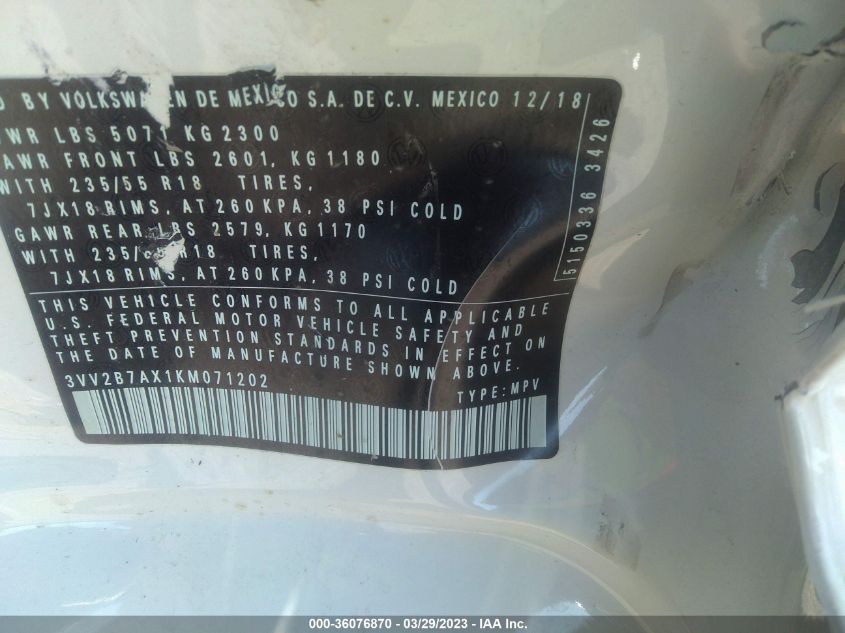 BY VOLKSWAGEN DE MEXICO S.A. DE C.V. MEXICO 12/18
WR LBS 5071 KG 2300
AWR FRONT LBS 2601, KG 1180
WITH 235/55 R18 TIRES,
7JX18 RIMS, AT 260 KPA, 38 PSI COLD
GAWR REAR LBS 2579, KG 1170
WITH 235/ R18 TIRES,
7JX18 RIMS, AT 260 KPA, 38 PSI COLD
THIS VEHICLE CONFORMS TO ALL APPLICABLE
U.S. FEDERAL MOTOR VEHICLE SAFETY AND
THEFT PREVENTION STANDARDS IN EFFECT ON
THE DATE OF MANUFACTURE SHOWN ABOVE.
3VV2B7AX1KM071202 TYPE: MPV
5150336 3426
000-36076870 / 03/29/2023 - © IAA Inc.